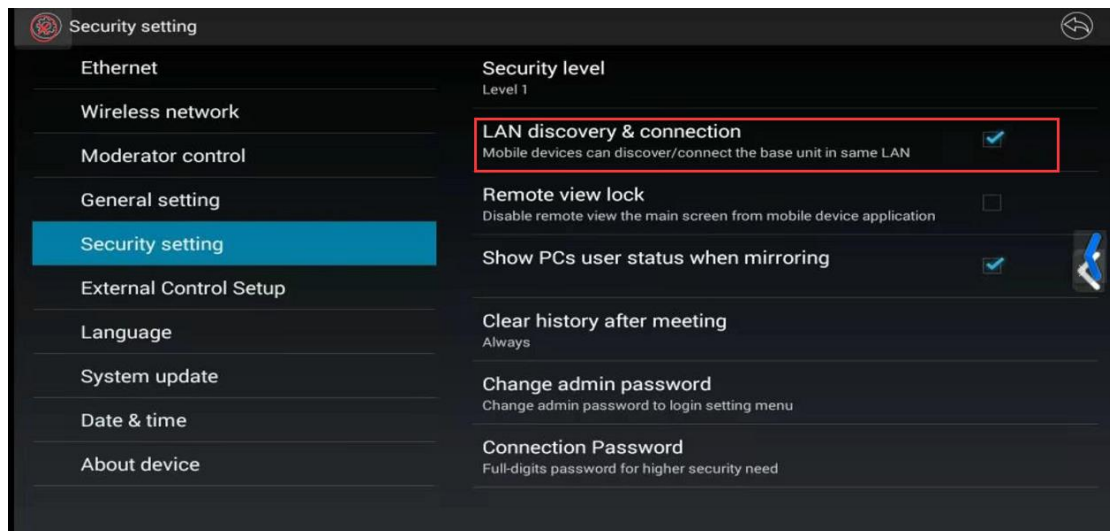 Security setting
Ethernet
Wireless network
Moderator control
General setting
Security setting
External Control Setup
Language
System update
Date & time
About device
Security level
Level 1
LAN discovery & connection
Mobile devices can discover/connect the base unit in same LAN
Remote view lock
Disable remote view the main screen from mobile device application
Show PCs user status when mirroring
Clear history after meeting
Always
Change admin password
Change admin password to login setting menu
Connection Password
Full-digits password for higher security need